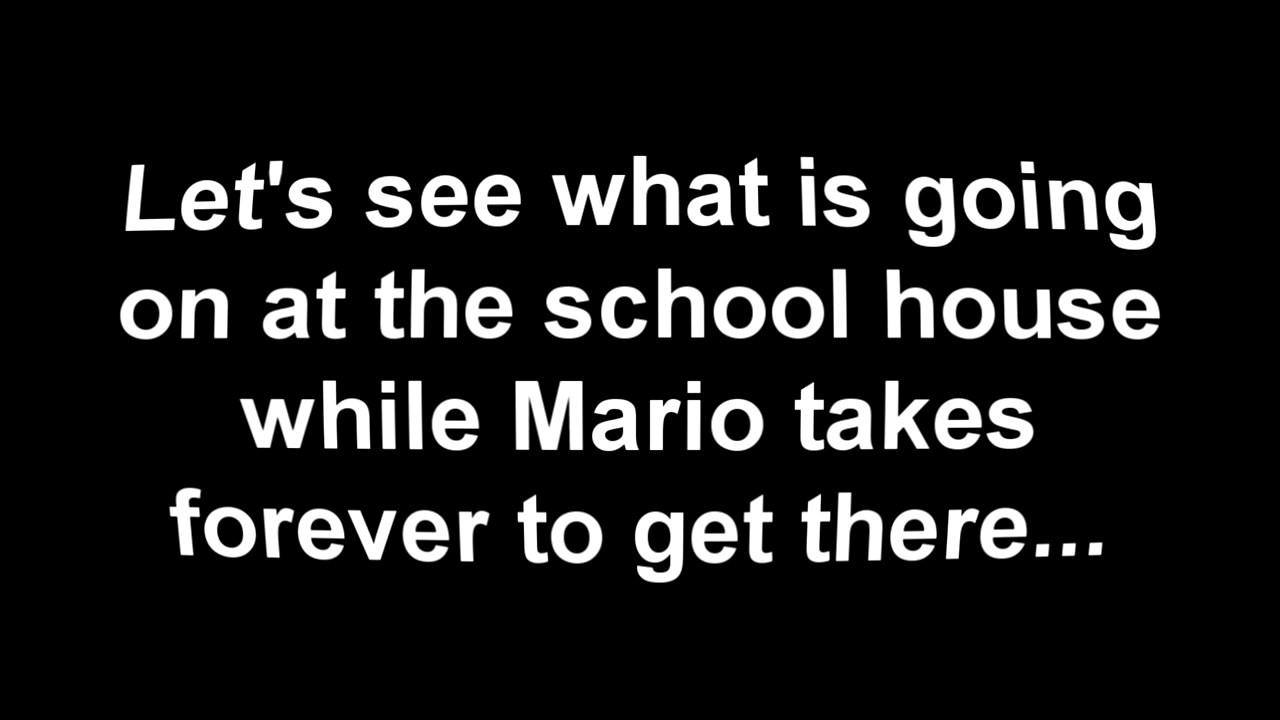 Let's see what is going
on at the school house
while Mario takes
forever to get there...